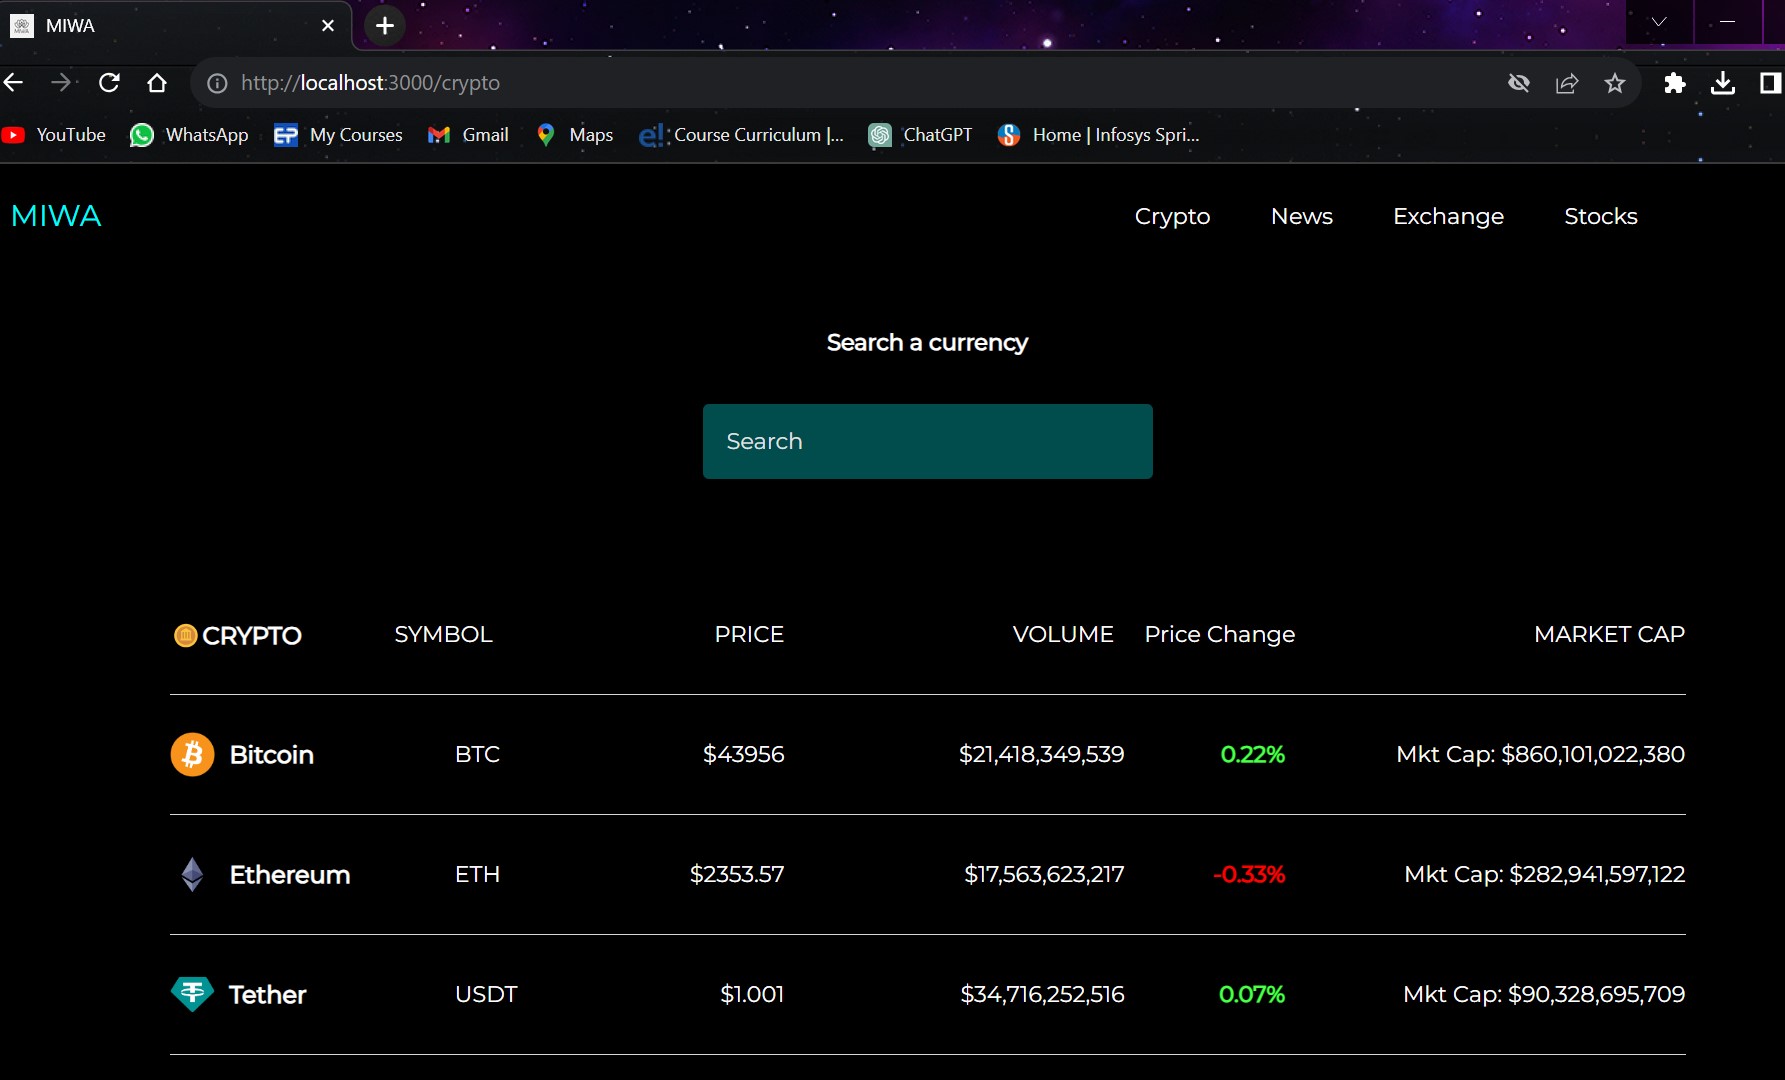 MIWA
http://localhost:3000/crypto
YouTube WhatsApp My Courses Gmail Maps Course Curriculum |... ChatGPT Home | Infosys Spri...
MIWA Crypto News Exchange Stocks
Search a currency
Search
CRYPTO SYMBOL PRICE VOLUME Price Change MARKET CAP
Bitcoin BTC $43956 $21,418,349,539 0.22% Mkt Cap: $860,101,022,380
Ethereum ETH $2353.57 $17,563,623,217 -0.33% Mkt Cap: $282,941,597,122
Tether USDT $1.001 $34,716,252,516 0.07% Mkt Cap: $90,328,695,709